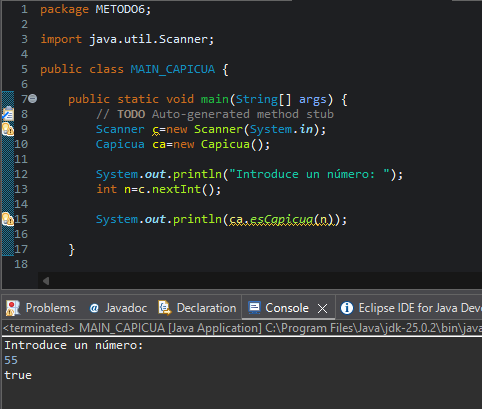 1 package METODO6;
2
3 import java.util.Scanner;
4
5 public class MAIN_CAPICUA {
6
7 public static void main(String[] args) {
8 // TODO Auto-generated method stub
9 Scanner c=new Scanner(System.in);
10 Capicua ca=new Capicua();
11
12 System.out.println("Introduce un número: ");
13 int n=c.nextInt();
14
15 System.out.println(ca.esCapicua(n));
16
17 }
18
Problems @ Javadoc Declaration Console Eclipse IDE for Java Deve
<terminated> MAIN_CAPICUA [Java Application] C:\Program Files\Java\jdk-25.0.2\bin\java
Introduce un número:
55
true